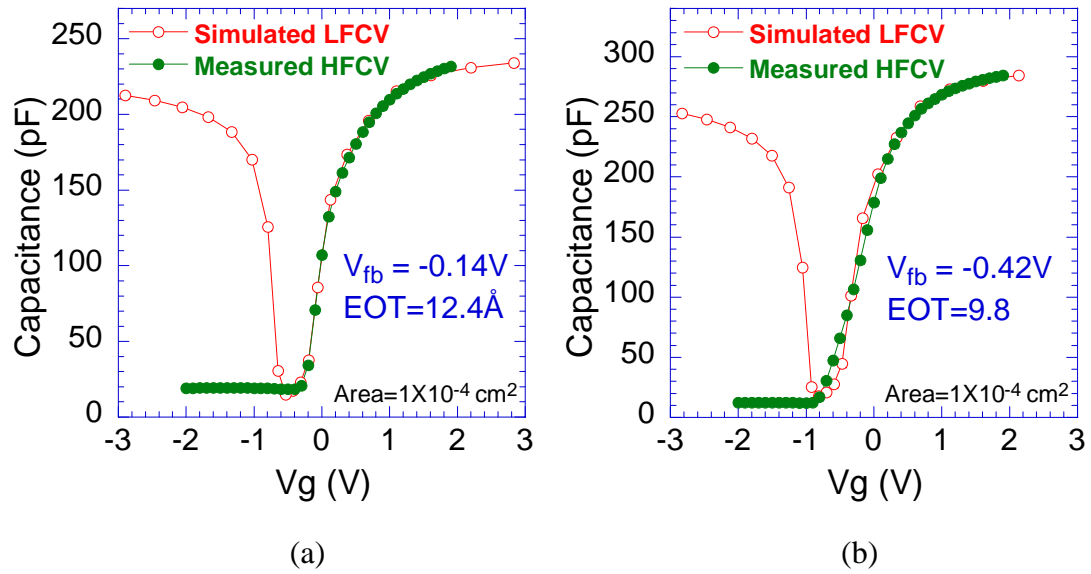 Simulated LFCV
Measured HFCV
250
200
150
100
50
0
Capacitance (pF)
V_fb = -0.14V
EOT=12.4Å
Area=1X10^-4 cm^2
-3 -2 -1 0 1 2 3
Vg (V)
(a)
Simulated LFCV
Measured HFCV
300
250
200
150
100
50
0
Capacitance (pF)
V_fb = -0.42V
EOT=9.8
Area=1X10^-4 cm2
-3 -2 -1 0 1 2 3
Vg (V)
(b)